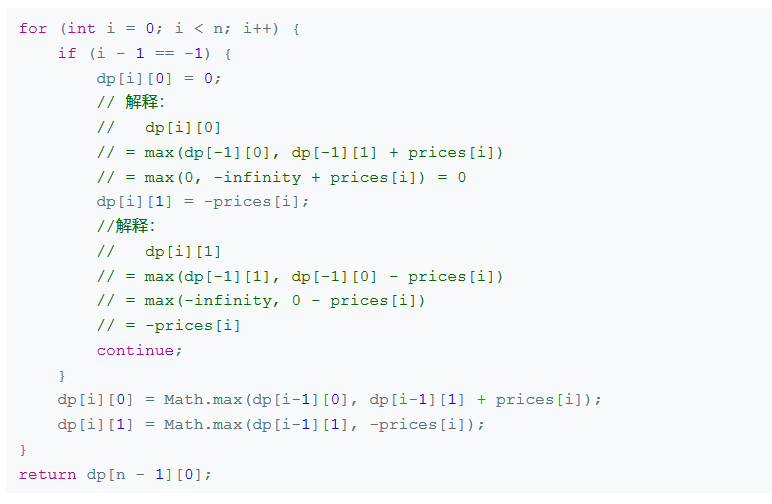 for (int i = 0; i < n; i++) {
    if (i - 1 == -1) {
        dp[i][0] = 0;
        // 解释：
        //   dp[i][0]
        // = max(dp[-1][0], dp[-1][1] + prices[i])
        // = max(0, -infinity + prices[i]) = 0
        dp[i][1] = -prices[i];
        //解释：
        //   dp[i][1]
        // = max(dp[-1][1], dp[-1][0] - prices[i])
        // = max(-infinity, 0 - prices[i])
        // = -prices[i]
        continue;
    }
    dp[i][0] = Math.max(dp[i-1][0], dp[i-1][1] + prices[i]);
    dp[i][1] = Math.max(dp[i-1][1], -prices[i]);
}
return dp[n - 1][0];